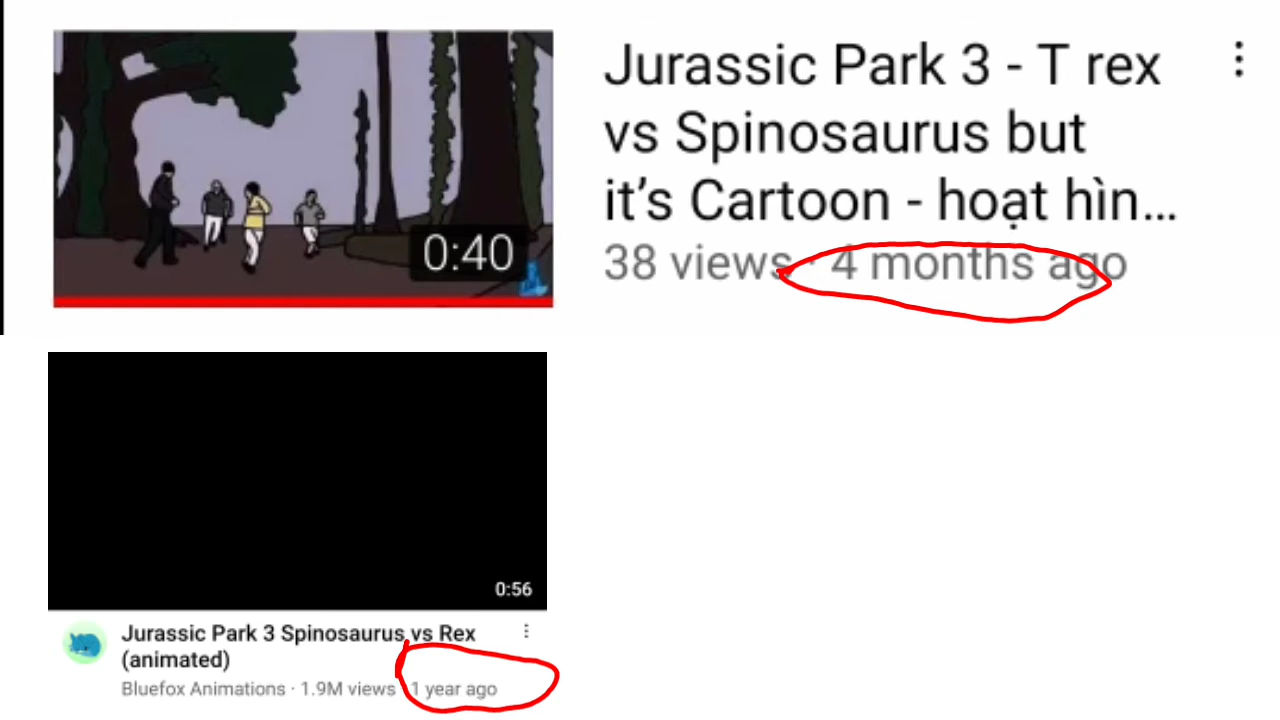 Jurassic Park 3 - T rex
vs Spinosaurus but
it’s Cartoon - hoạt hìn...
38 views · 4 months ago
0:40
0:56
Jurassic Park 3 Spinosaurus vs Rex
(animated)
Bluefox Animations · 1.9M views · 1 year ago